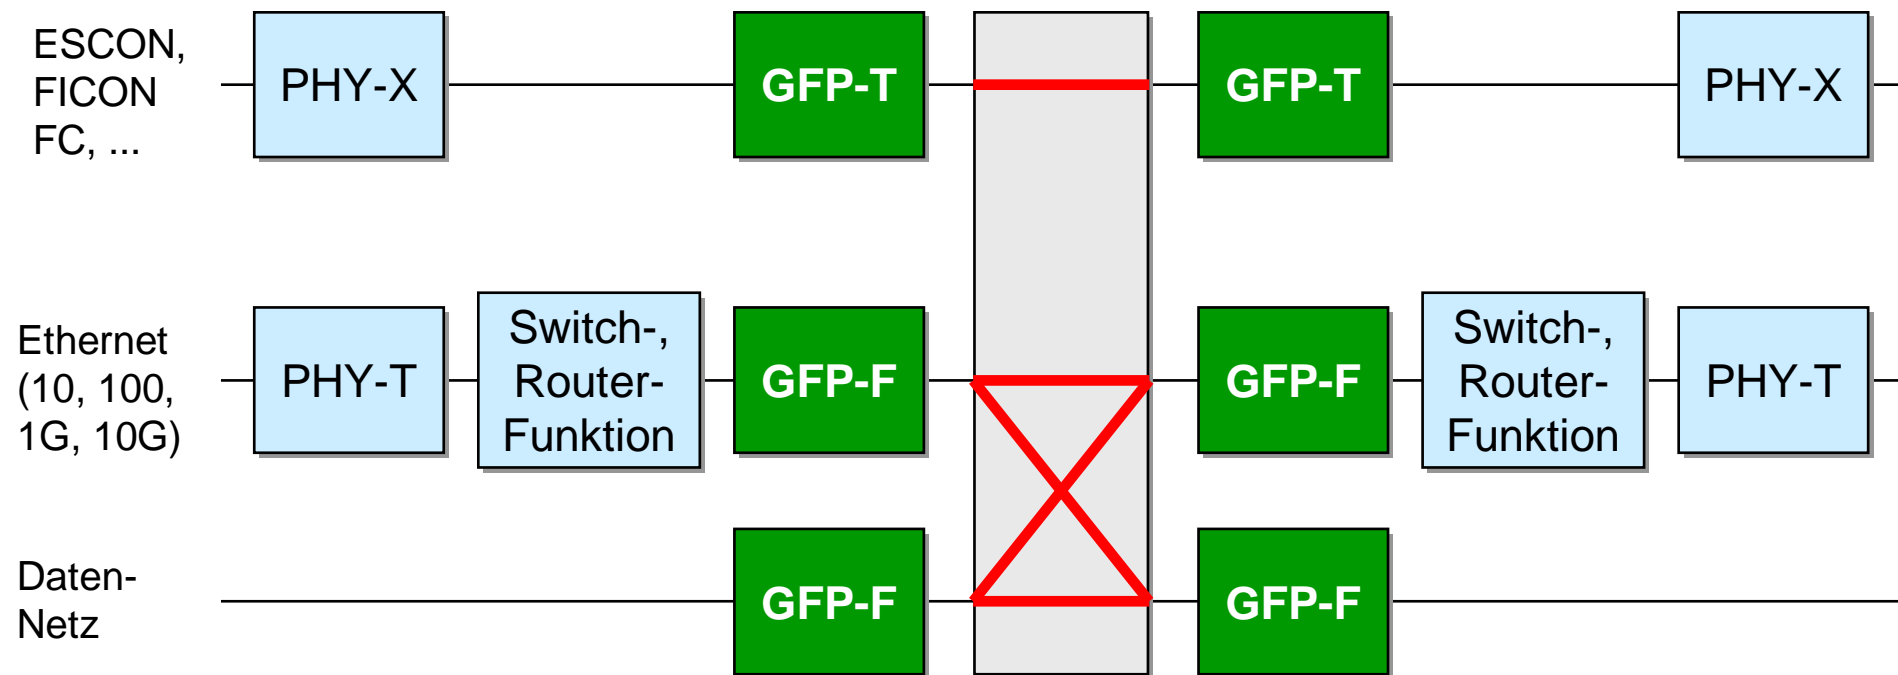 ESCON,
FICON
FC, ...
PHY-X
GFP-T
GFP-T
PHY-X
Ethernet
(10, 100,
1G, 10G)
PHY-T
Switch-,
Router-
Funktion
GFP-F
GFP-F
Switch-,
Router-
Funktion
PHY-T
Daten-
Netz
GFP-F
GFP-F